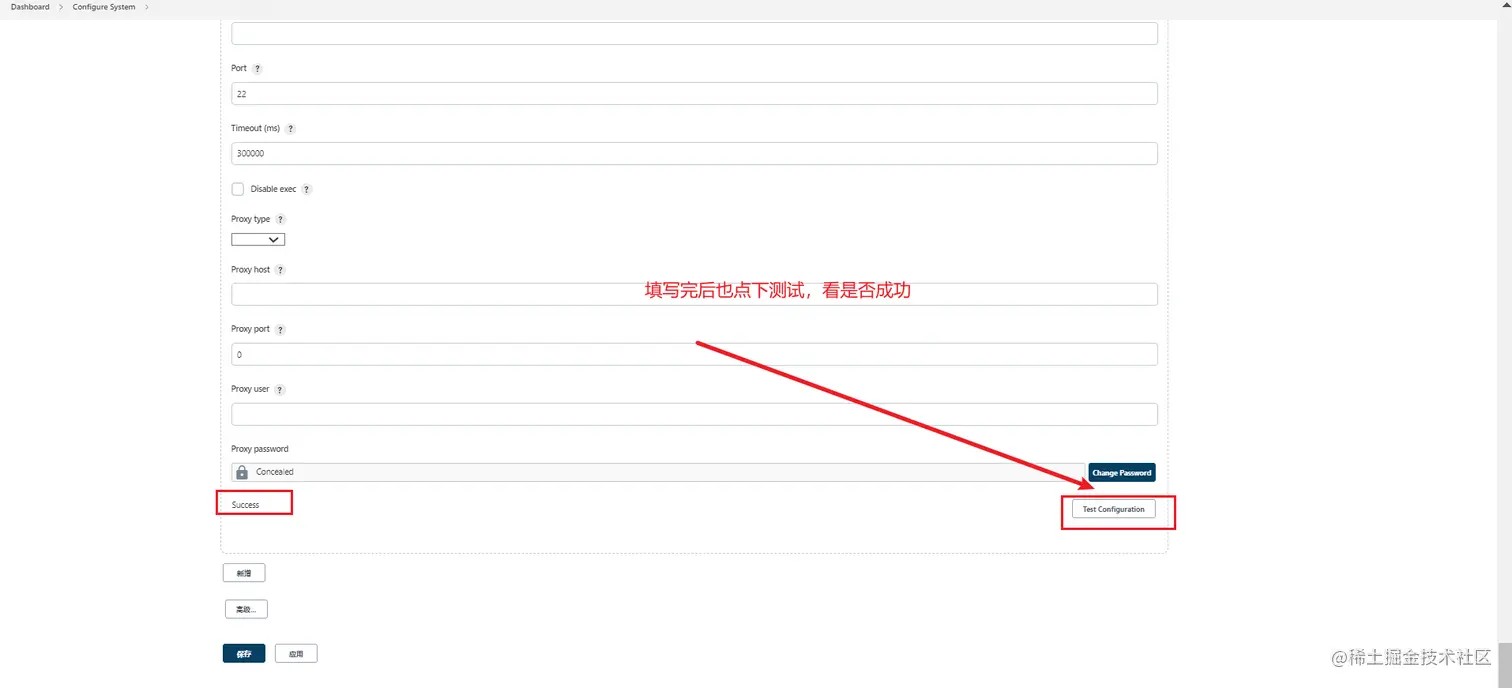 Dashboard > Configure System >
Port ?
22
Timeout (ms) ?
300000
Disable exec ?
Proxy type ?
Proxy host ?
填写完后也点下测试，看是否成功
Proxy port ?
0
Proxy user ?
Proxy password
Concealed
Change Password
Success
Test Configuration
新增
高级...
保存
应用
@稀土掘金技术社区